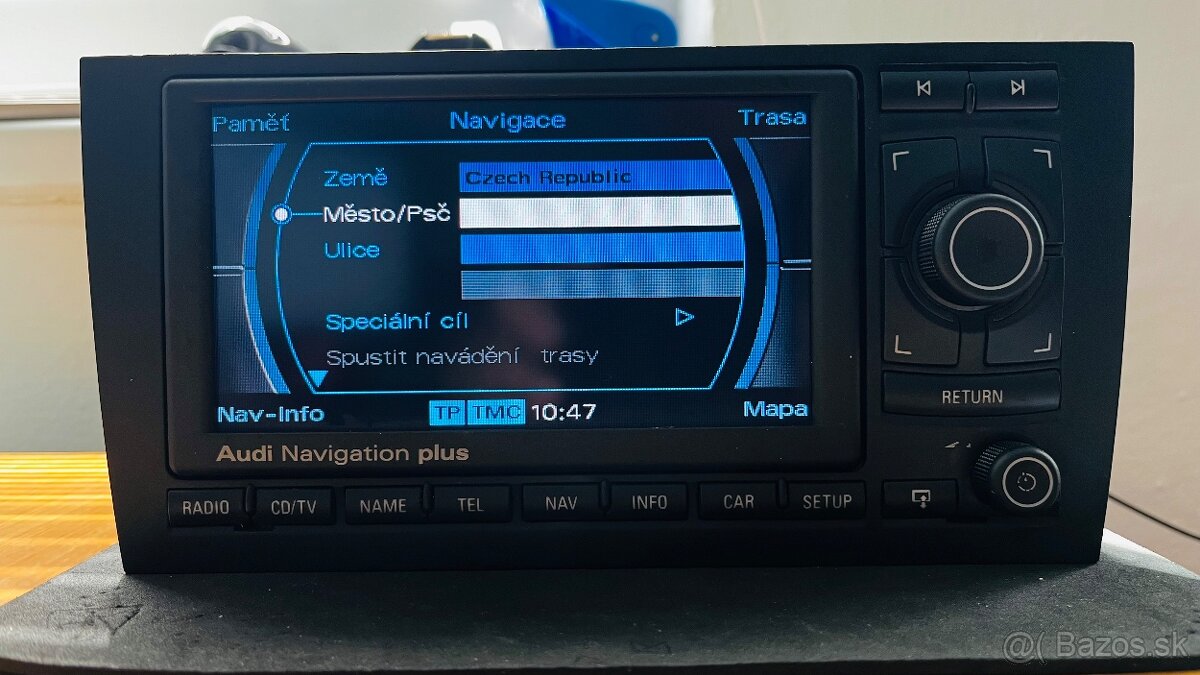 Paměť Navigace Trasa
Země Czech Republic
Město/Psč
Ulice
Speciální cíl
Spustit navádění trasy
Nav-Info TP TMC 10:47 Mapa
Audi Navigation plus
RETURN
RADIO CD/TV NAME TEL NAV INFO CAR SETUP
@( Bazos.sk